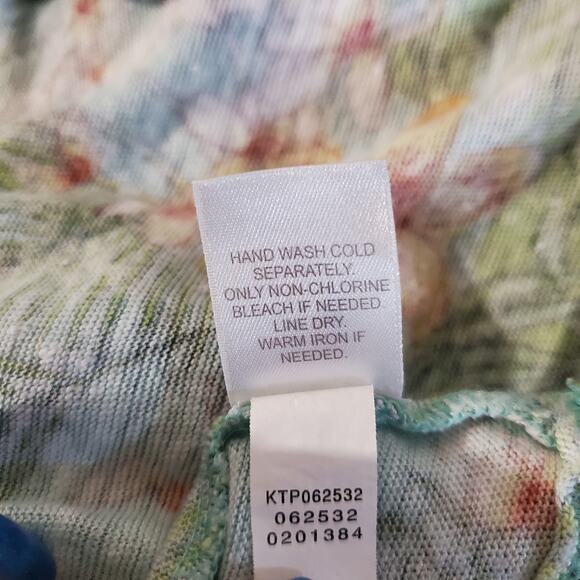 HAND WASH COLD
SEPARATELY.
ONLY NON-CHLORINE
BLEACH IF NEEDED.
LINE DRY.
WARM IRON IF
NEEDED.
KTP062532
062532
0201384